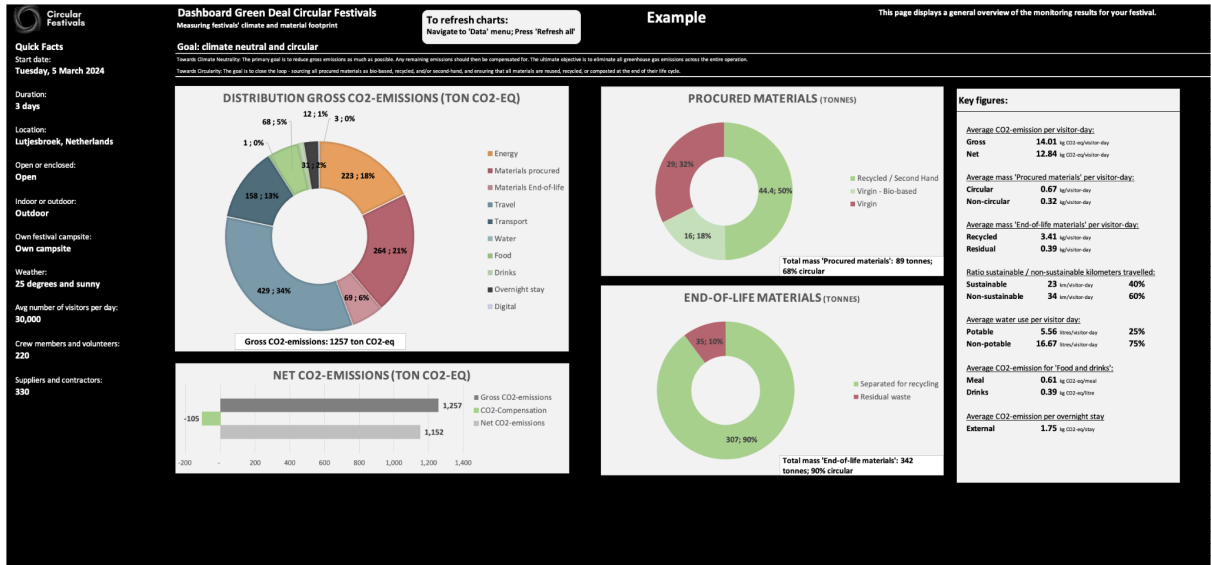 Circular
Festivals
Dashboard Green Deal Circular Festivals
Measuring festivals' climate and material footprint
To refresh charts:
Navigate to 'Data' menu; Press 'Refresh all'
Example
This page displays a general overview of the monitoring results for your festival.
Goal: climate neutral and circular
Towards Climate Neutrality: The primary goal is to reduce gross emissions as much as possible. Any remaining emissions should then be compensated for. The ultimate objective is to eliminate all greenhouse gas emissions across the entire operation.
Towards Circularity: The goal is to close the loop - sourcing all procured materials as bio-based, recycled, and/or second-hand, and ensuring that all materials are reused, recycled, or composted at the end of their life cycle.
Quick Facts
Start date:
Tuesday, 5 March 2024
Duration:
3 days
Location:
Lutjesbroek, Netherlands
Open or enclosed:
Open
Indoor or outdoor:
Outdoor
Own festival campsite:
Own campsite
Weather:
25 degrees and sunny
Avg number of visitors per day:
30,000
Crew members and volunteers:
220
Suppliers and contractors:
330
DISTRIBUTION GROSS CO2-EMISSIONS (TON CO2-EQ)
12 ; 1%
3 ; 0%
68 ; 5%
1 ; 0%
31 ; 2%
223 ; 18%
158 ; 13%
264 ; 21%
429 ; 34%
69 ; 6%
Energy
Materials procured
Materials End-of-life
Travel
Transport
Water
Food
Drinks
Overnight stay
Digital
Gross CO2-emissions: 1257 ton CO2-eq
NET CO2-EMISSIONS (TON CO2-EQ)
1,257
-105
1,152
Gross CO2-emissions
CO2-Compensation
Net CO2-emissions
-200 - 200 400 600 800 1,000 1,200 1,400
PROCURED MATERIALS (TONNES)
29; 32%
44.4; 50%
16; 18%
Recycled / Second Hand
Virgin - Bio-based
Virgin
Total mass 'Procured materials': 89 tonnes;
68% circular
END-OF-LIFE MATERIALS (TONNES)
35; 10%
307; 90%
Separated for recycling
Residual waste
Total mass 'End-of-life materials': 342
tonnes; 90% circular
Key figures:
Average CO2-emission per visitor-day:
Gross 14.01 kg CO2-eq/visitor-day
Net 12.84 kg CO2-eq/visitor-day
Average mass 'Procured materials' per visitor-day:
Circular 0.67 kg/visitor-day
Non-circular 0.32 kg/visitor-day
Average mass 'End-of-life materials' per visitor-day:
Recycled 3.41 kg/visitor-day
Residual 0.39 kg/visitor-day
Ratio sustainable / non-sustainable kilometers travelled:
Sustainable 23 km/visitor-day 40%
Non-sustainable 34 km/visitor-day 60%
Average water use per visitor day:
Potable 5.56 litres/visitor-day 25%
Non-potable 16.67 litres/visitor-day 75%
Average CO2-emission for 'Food and drinks':
Meal 0.61 kg CO2-eq/meal
Drinks 0.39 kg CO2-eq/litre
Average CO2-emission per overnight stay
External 1.75 kg CO2-eq/stay